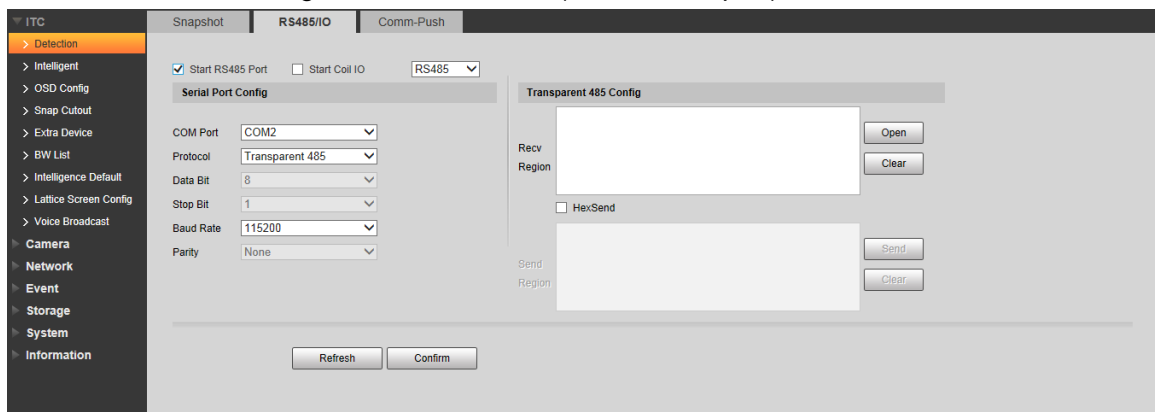 ITC
Detection
Intelligent
OSD Config
Snap Cutout
Extra Device
BW List
Intelligence Default
Lattice Screen Config
Voice Broadcast
Camera
Network
Event
Storage
System
Information
Snapshot RS485/IO Comm-Push
Start RS485 Port Start Coil IO RS485
Serial Port Config
COM Port COM2
Protocol Transparent 485
Data Bit 8
Stop Bit 1
Baud Rate 115200
Parity None
Transparent 485 Config
Recv
Region
Open
Clear
HexSend
Send
Region
Send
Clear
Refresh Confirm